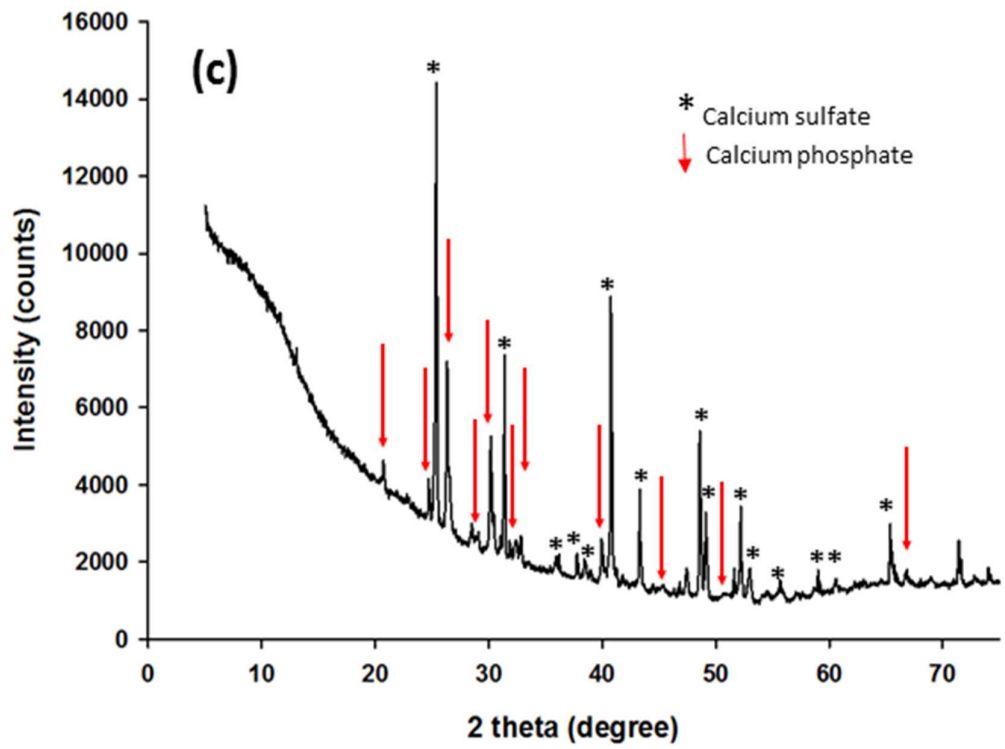 16000
(c)
14000
* Calcium sulfate
Calcium phosphate
12000
10000
8000
6000
4000
2000
0
Intensity (counts)
0 10 20 30 40 50 60 70
2 theta (degree)